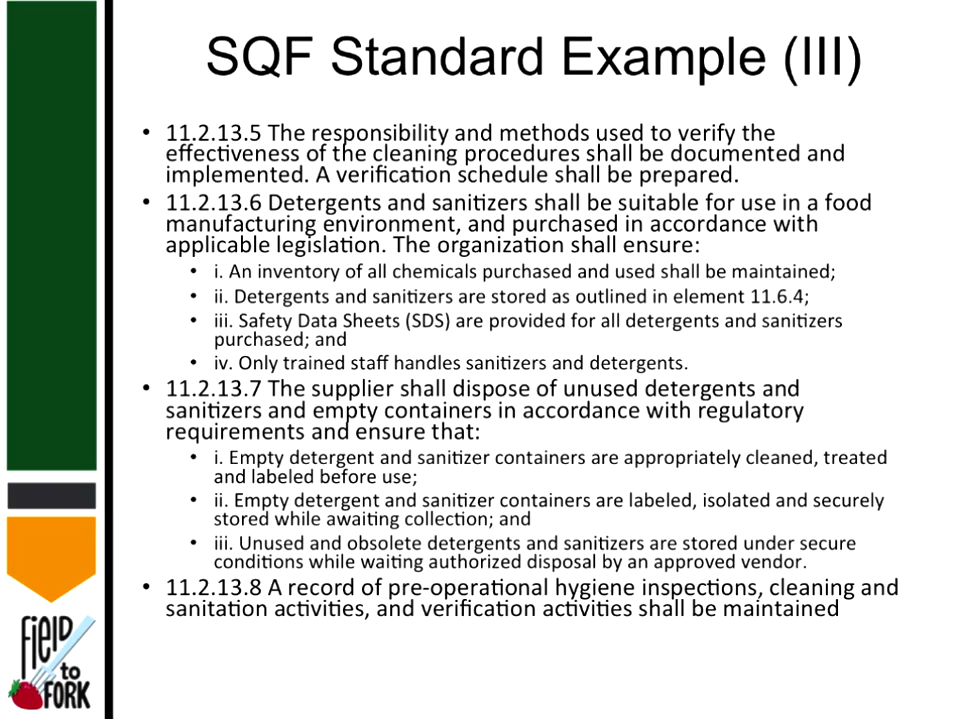 SQF Standard Example (III)
• 11.2.13.5 The responsibility and methods used to verify the
effectiveness of the cleaning procedures shall be documented and
implemented. A verification schedule shall be prepared.
• 11.2.13.6 Detergents and sanitizers shall be suitable for use in a food
manufacturing environment, and purchased in accordance with
applicable legislation. The organization shall ensure:
• i. An inventory of all chemicals purchased and used shall be maintained;
• ii. Detergents and sanitizers are stored as outlined in element 11.6.4;
• iii. Safety Data Sheets (SDS) are provided for all detergents and sanitizers
purchased; and
• iv. Only trained staff handles sanitizers and detergents.
• 11.2.13.7 The supplier shall dispose of unused detergents and
sanitizers and empty containers in accordance with regulatory
requirements and ensure that:
• i. Empty detergent and sanitizer containers are appropriately cleaned, treated
and labeled before use;
• ii. Empty detergent and sanitizer containers are labeled, isolated and securely
stored while awaiting collection; and
• iii. Unused and obsolete detergents and sanitizers are stored under secure
conditions while waiting authorized disposal by an approved vendor.
• 11.2.13.8 A record of pre-operational hygiene inspections, cleaning and
sanitation activities, and verification activities shall be maintained
FiElD
to
FORK